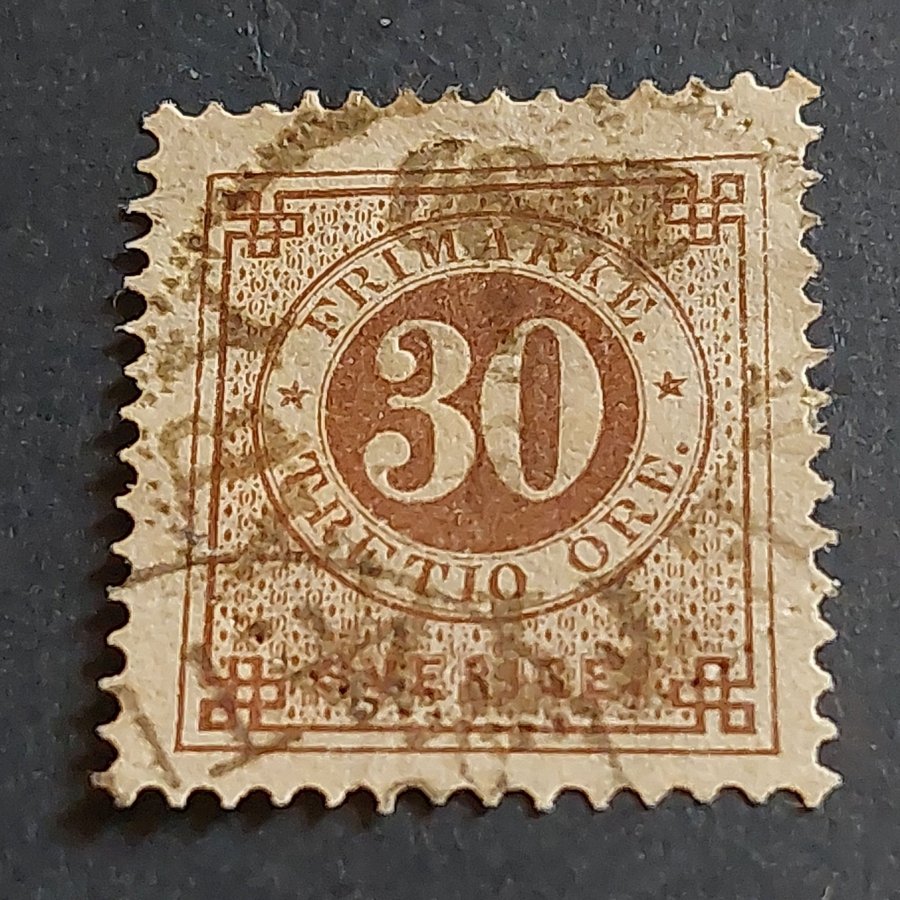 FRIMÄRKE.
30
TRETIO ÖRE.
SVERIGE